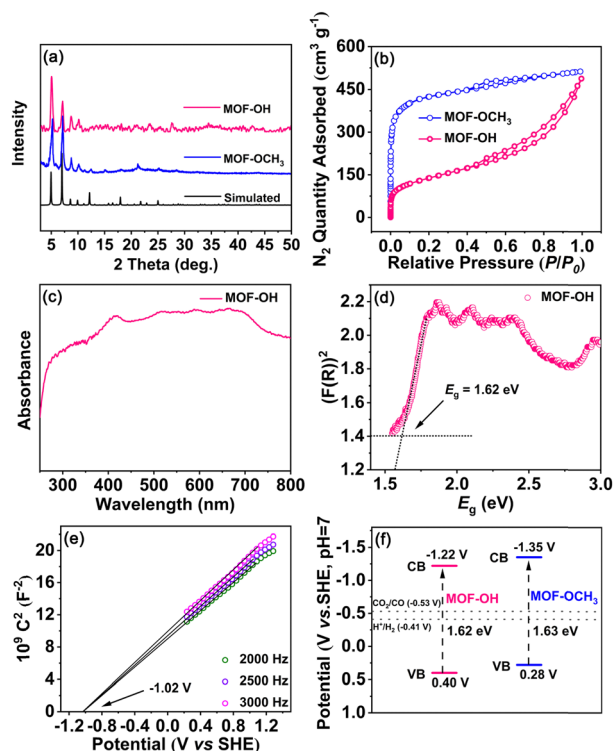 (a)
MOF-OH
MOF-OCH₃
Simulated
Intensity
5 10 15 20 25 30 35 40 45 50
2 Theta (deg.)
(b)
600
450
300
150
0
N₂ Quantity Adsorbed (cm³ g⁻¹)
MOF-OCH₃
MOF-OH
0.0 0.2 0.4 0.6 0.8 1.0
Relative Pressure (P/P₀)
(c)
MOF-OH
Absorbance
300 400 500 600 700 800
Wavelength (nm)
(d)
MOF-OH
2.2
2.0
1.8
1.6
1.4
1.2
(F(R))²
E_g = 1.62 eV
1.5 2.0 2.5 3.0
E_g (eV)
(e)
20
16
12
8
4
0
10⁹ C² (F⁻²)
2000 Hz
2500 Hz
3000 Hz
-1.02 V
-1.2 -0.8 -0.4 0.0 0.4 0.8 1.2
Potential (V vs SHE)
(f)
-1.5
-1.0
-0.5
0.0
0.5
1.0
Potential (V vs.SHE, pH=7
CB -1.22 V
CB -1.35 V
MOF-OH
MOF-OCH₃
CO₂/CO (-0.53 V)
H⁺/H₂ (-0.41 V)
1.62 eV
1.63 eV
VB 0.40 V
VB 0.28 V